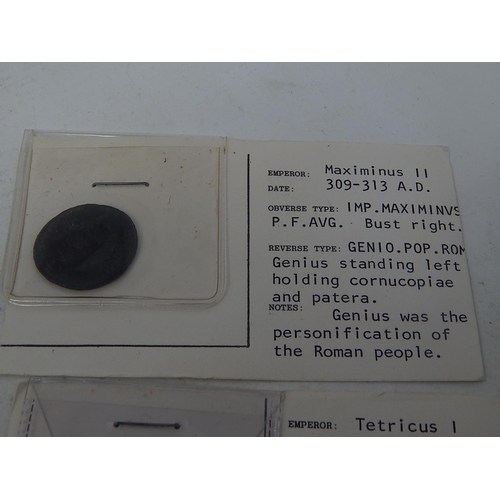 EMPEROR: Maximinus II
DATE: 309-313 A.D.
OBVERSE TYPE: IMP.MAXIMINVS
P.F.AVG. Bust right.
REVERSE TYPE: GENIO.POP.ROM
Genius standing left
holding cornucopiae
and patera.
NOTES: Genius was the
personification of
the Roman people.
EMPEROR: Tetricus I